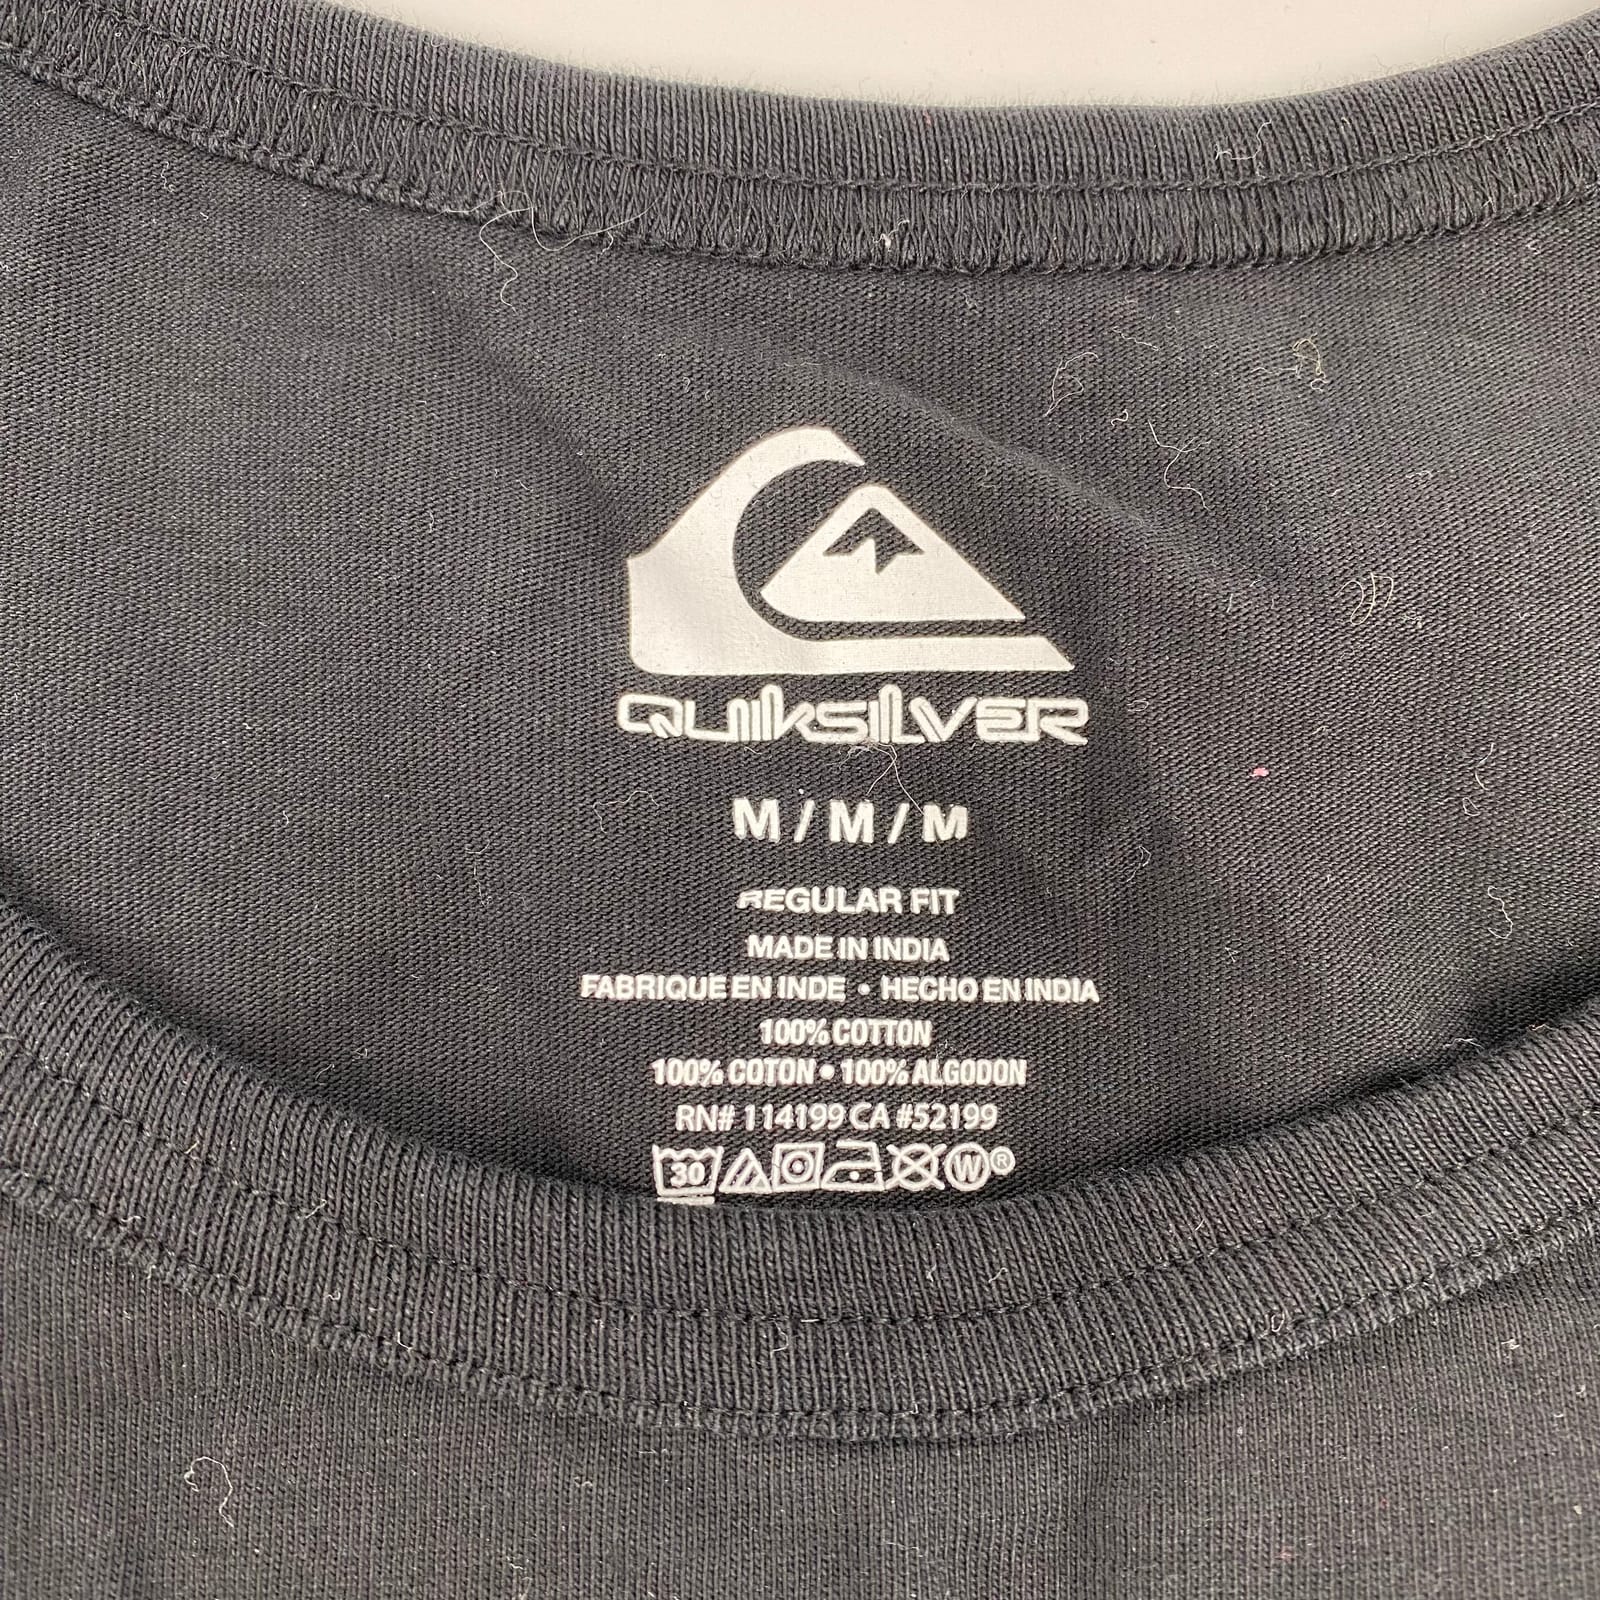 QUIKSILVER
M / M / M
REGULAR FIT
MADE IN INDIA
FABRIQUE EN INDE • HECHO EN INDIA
100% COTTON
100% COTON • 100% ALGODON
RN# 114199 CA #52199
30 W®